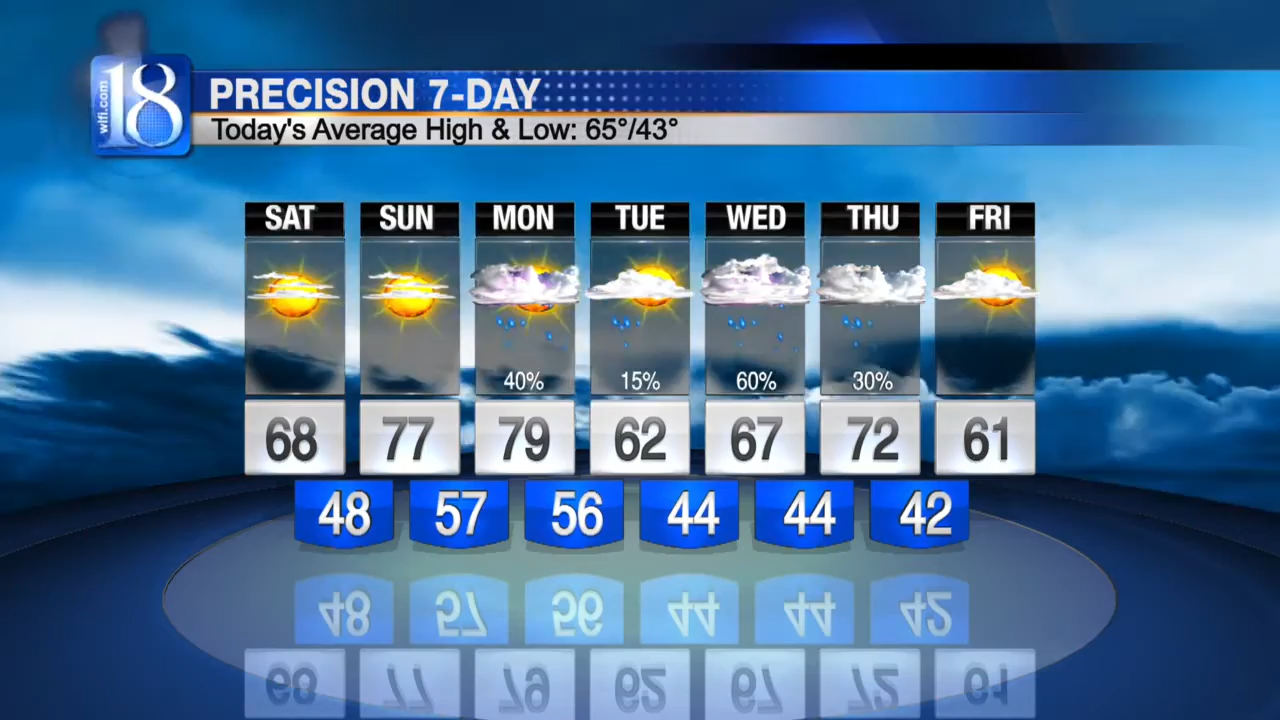 wlfi.com
18
PRECISION 7-DAY
Today's Average High & Low: 65°/43°
SAT SUN MON TUE WED THU FRI
40% 15% 60% 30%
68 77 79 62 67 72 61
48 57 56 44 44 42